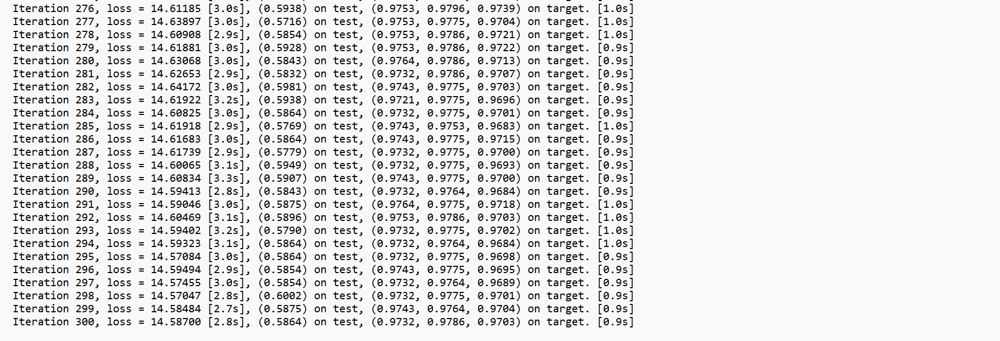 Iteration 276, loss = 14.61185 [3.0s], (0.5938) on test, (0.9753, 0.9796, 0.9739) on target. [1.0s]
Iteration 277, loss = 14.63897 [3.0s], (0.5716) on test, (0.9753, 0.9775, 0.9704) on target. [1.0s]
Iteration 278, loss = 14.60908 [2.9s], (0.5854) on test, (0.9753, 0.9786, 0.9721) on target. [1.0s]
Iteration 279, loss = 14.61881 [3.0s], (0.5928) on test, (0.9753, 0.9786, 0.9722) on target. [0.9s]
Iteration 280, loss = 14.63068 [3.0s], (0.5843) on test, (0.9764, 0.9786, 0.9713) on target. [0.9s]
Iteration 281, loss = 14.62653 [2.9s], (0.5832) on test, (0.9732, 0.9786, 0.9707) on target. [0.9s]
Iteration 282, loss = 14.64172 [3.0s], (0.5981) on test, (0.9743, 0.9775, 0.9703) on target. [0.9s]
Iteration 283, loss = 14.61922 [3.2s], (0.5938) on test, (0.9721, 0.9775, 0.9696) on target. [0.9s]
Iteration 284, loss = 14.60825 [3.0s], (0.5864) on test, (0.9732, 0.9775, 0.9701) on target. [0.9s]
Iteration 285, loss = 14.61918 [2.9s], (0.5769) on test, (0.9743, 0.9753, 0.9683) on target. [1.0s]
Iteration 286, loss = 14.61683 [3.0s], (0.5864) on test, (0.9743, 0.9775, 0.9715) on target. [0.9s]
Iteration 287, loss = 14.61739 [2.9s], (0.5779) on test, (0.9732, 0.9775, 0.9700) on target. [0.9s]
Iteration 288, loss = 14.60065 [3.1s], (0.5949) on test, (0.9732, 0.9775, 0.9693) on target. [0.9s]
Iteration 289, loss = 14.60834 [3.3s], (0.5907) on test, (0.9743, 0.9775, 0.9700) on target. [0.9s]
Iteration 290, loss = 14.59413 [2.8s], (0.5843) on test, (0.9732, 0.9764, 0.9684) on target. [0.9s]
Iteration 291, loss = 14.59046 [3.0s], (0.5875) on test, (0.9764, 0.9775, 0.9718) on target. [1.0s]
Iteration 292, loss = 14.60469 [3.1s], (0.5896) on test, (0.9753, 0.9786, 0.9703) on target. [1.0s]
Iteration 293, loss = 14.59402 [3.2s], (0.5790) on test, (0.9732, 0.9775, 0.9702) on target. [1.0s]
Iteration 294, loss = 14.59323 [3.1s], (0.5864) on test, (0.9732, 0.9764, 0.9684) on target. [1.0s]
Iteration 295, loss = 14.57084 [3.0s], (0.5864) on test, (0.9732, 0.9775, 0.9698) on target. [0.9s]
Iteration 296, loss = 14.59494 [2.9s], (0.5854) on test, (0.9743, 0.9775, 0.9695) on target. [0.9s]
Iteration 297, loss = 14.57455 [3.0s], (0.5854) on test, (0.9732, 0.9764, 0.9689) on target. [0.9s]
Iteration 298, loss = 14.57047 [2.8s], (0.6002) on test, (0.9732, 0.9775, 0.9701) on target. [0.9s]
Iteration 299, loss = 14.58484 [2.7s], (0.5875) on test, (0.9743, 0.9764, 0.9704) on target. [0.9s]
Iteration 300, loss = 14.58700 [2.8s], (0.5864) on test, (0.9732, 0.9786, 0.9703) on target. [0.9s]